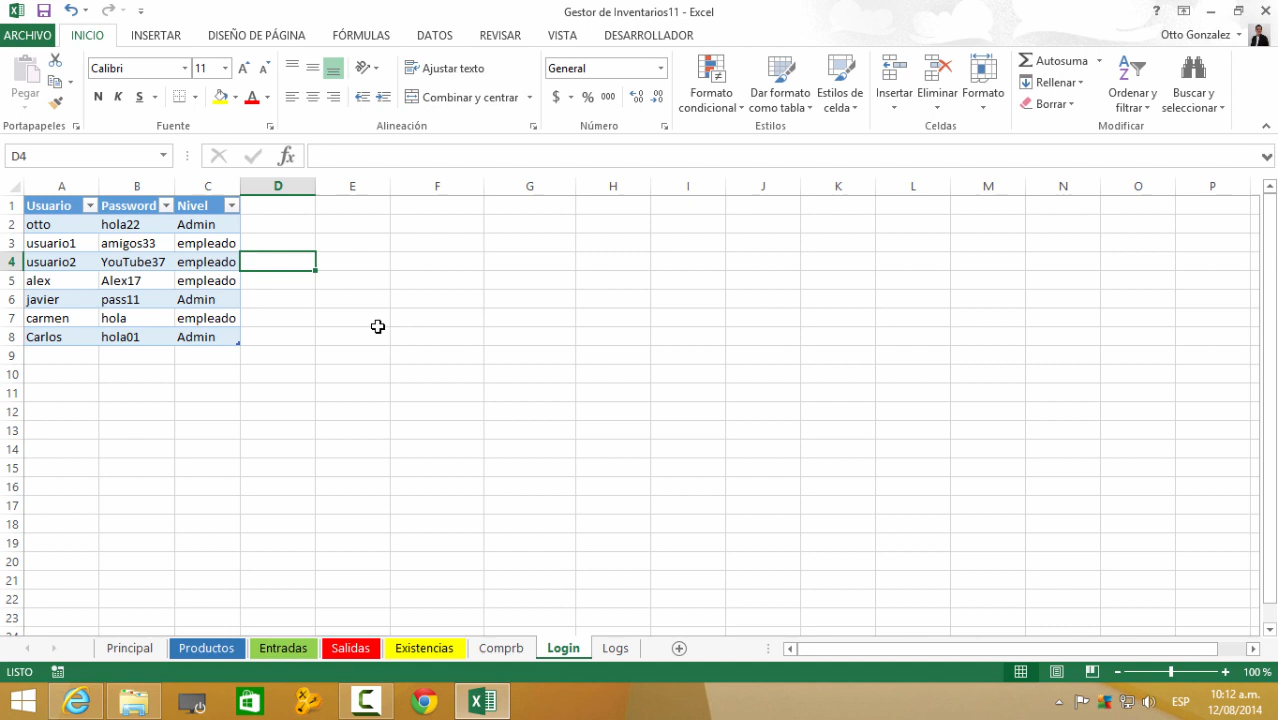 Gestor de Inventarios11 - Excel
ARCHIVO INICIO INSERTAR DISEÑO DE PÁGINA FÓRMULAS DATOS REVISAR VISTA DESARROLLADOR Otto Gonzalez
Pegar
Portapapeles
Calibri 11
N K S
Fuente
Ajustar texto
Combinar y centrar
Alineación
General
$ % 000
Número
Formato condicional
Dar formato como tabla
Estilos de celda
Estilos
Insertar
Eliminar
Formato
Celdas
Autosuma
Rellenar
Borrar
Ordenar y filtrar
Buscar y seleccionar
Modificar
D4 fx
A B C D E F G H I J K L M N O P
1 Usuario Password Nivel
2 otto hola22 Admin
3 usuario1 amigos33 empleado
4 usuario2 YouTube37 empleado
5 alex Alex17 empleado
6 javier pass11 Admin
7 carmen hola empleado
8 Carlos hola01 Admin
9
10
11
12
13
14
15
16
17
18
19
20
21
22
23
24
Principal Productos Entradas Salidas Existencias Comprb Login Logs
LISTO 100 %
ESP 10:12 a.m.
12/08/2014